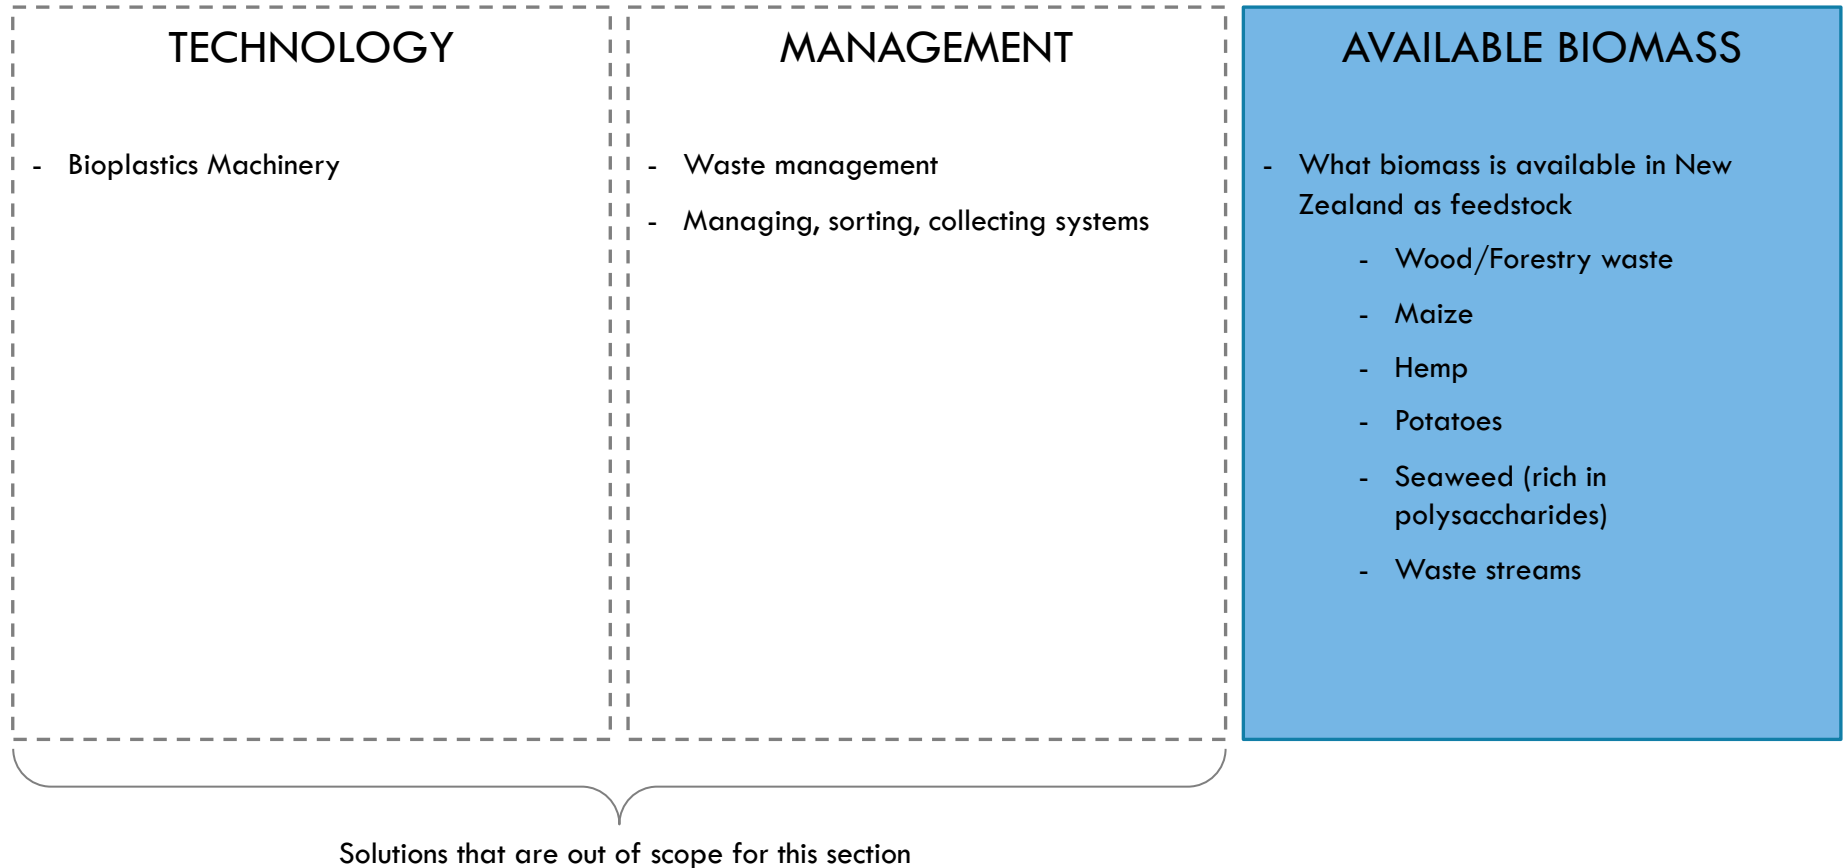 TECHNOLOGY
- Bioplastics Machinery
MANAGEMENT
- Waste management
- Managing, sorting, collecting systems
AVAILABLE BIOMASS
- What biomass is available in New
Zealand as feedstock
- Wood/Forestry waste
- Maize
- Hemp
- Potatoes
- Seaweed (rich in
polysaccharides)
- Waste streams
Solutions that are out of scope for this section